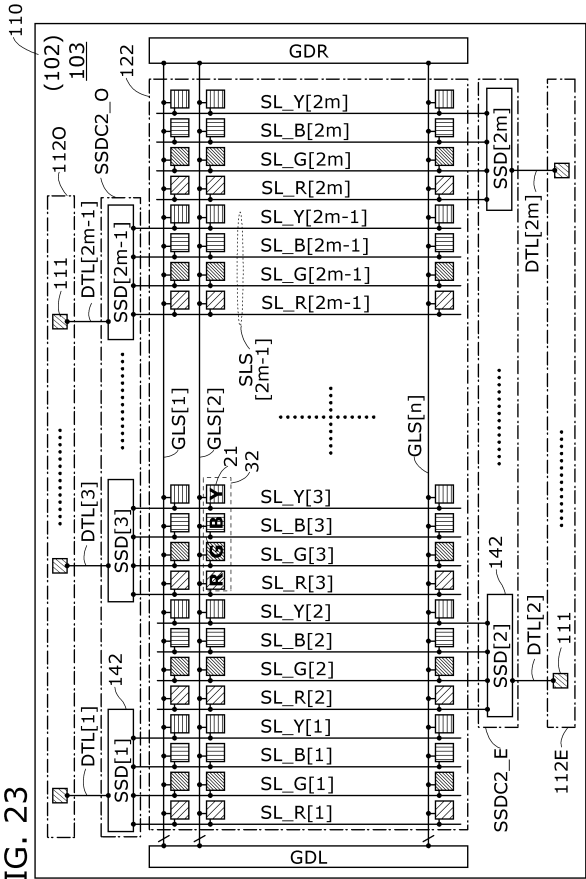 IG. 23
110
(102)
103
112O
SSDC2_O
122
111
DTL[1]
DTL[3]
DTL[2m-1]
111
142
SSD[1]
SSD[3]
SSD[2m-1]
GDL
GDR
GLS[1]
GLS[2]
GLS[n]
R
G
B
Y
21
32
SL_R[1]
SL_G[1]
SL_B[1]
SL_Y[1]
SL_R[2]
SL_G[2]
SL_B[2]
SL_Y[2]
SL_R[3]
SL_G[3]
SL_B[3]
SL_Y[3]
SLS
[2m-1]
SL_R[2m-1]
SL_G[2m-1]
SL_B[2m-1]
SL_Y[2m-1]
SL_R[2m]
SL_G[2m]
SL_B[2m]
SL_Y[2m]
SSDC2_E
SSD[2]
142
SSD[2m]
DTL[2]
DTL[2m]
112E
111